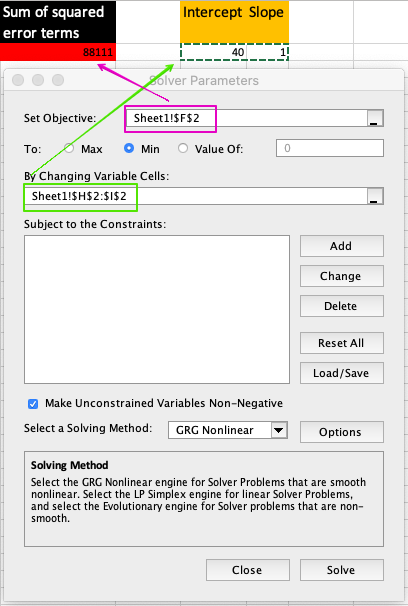 Sum of squared Intercept Slope
error terms
88111 40 1
Solver Parameters
Set Objective: Sheet1!$F$2
To: Max Min Value Of: 0
By Changing Variable Cells:
Sheet1!$H$2:$I$2
Subject to the Constraints:
Add
Change
Delete
Reset All
Load/Save
Make Unconstrained Variables Non-Negative
Select a Solving Method: GRG Nonlinear Options
Solving Method
Select the GRG Nonlinear engine for Solver Problems that are smooth
nonlinear. Select the LP Simplex engine for linear Solver Problems,
and select the Evolutionary engine for Solver problems that are non-
smooth.
Close Solve